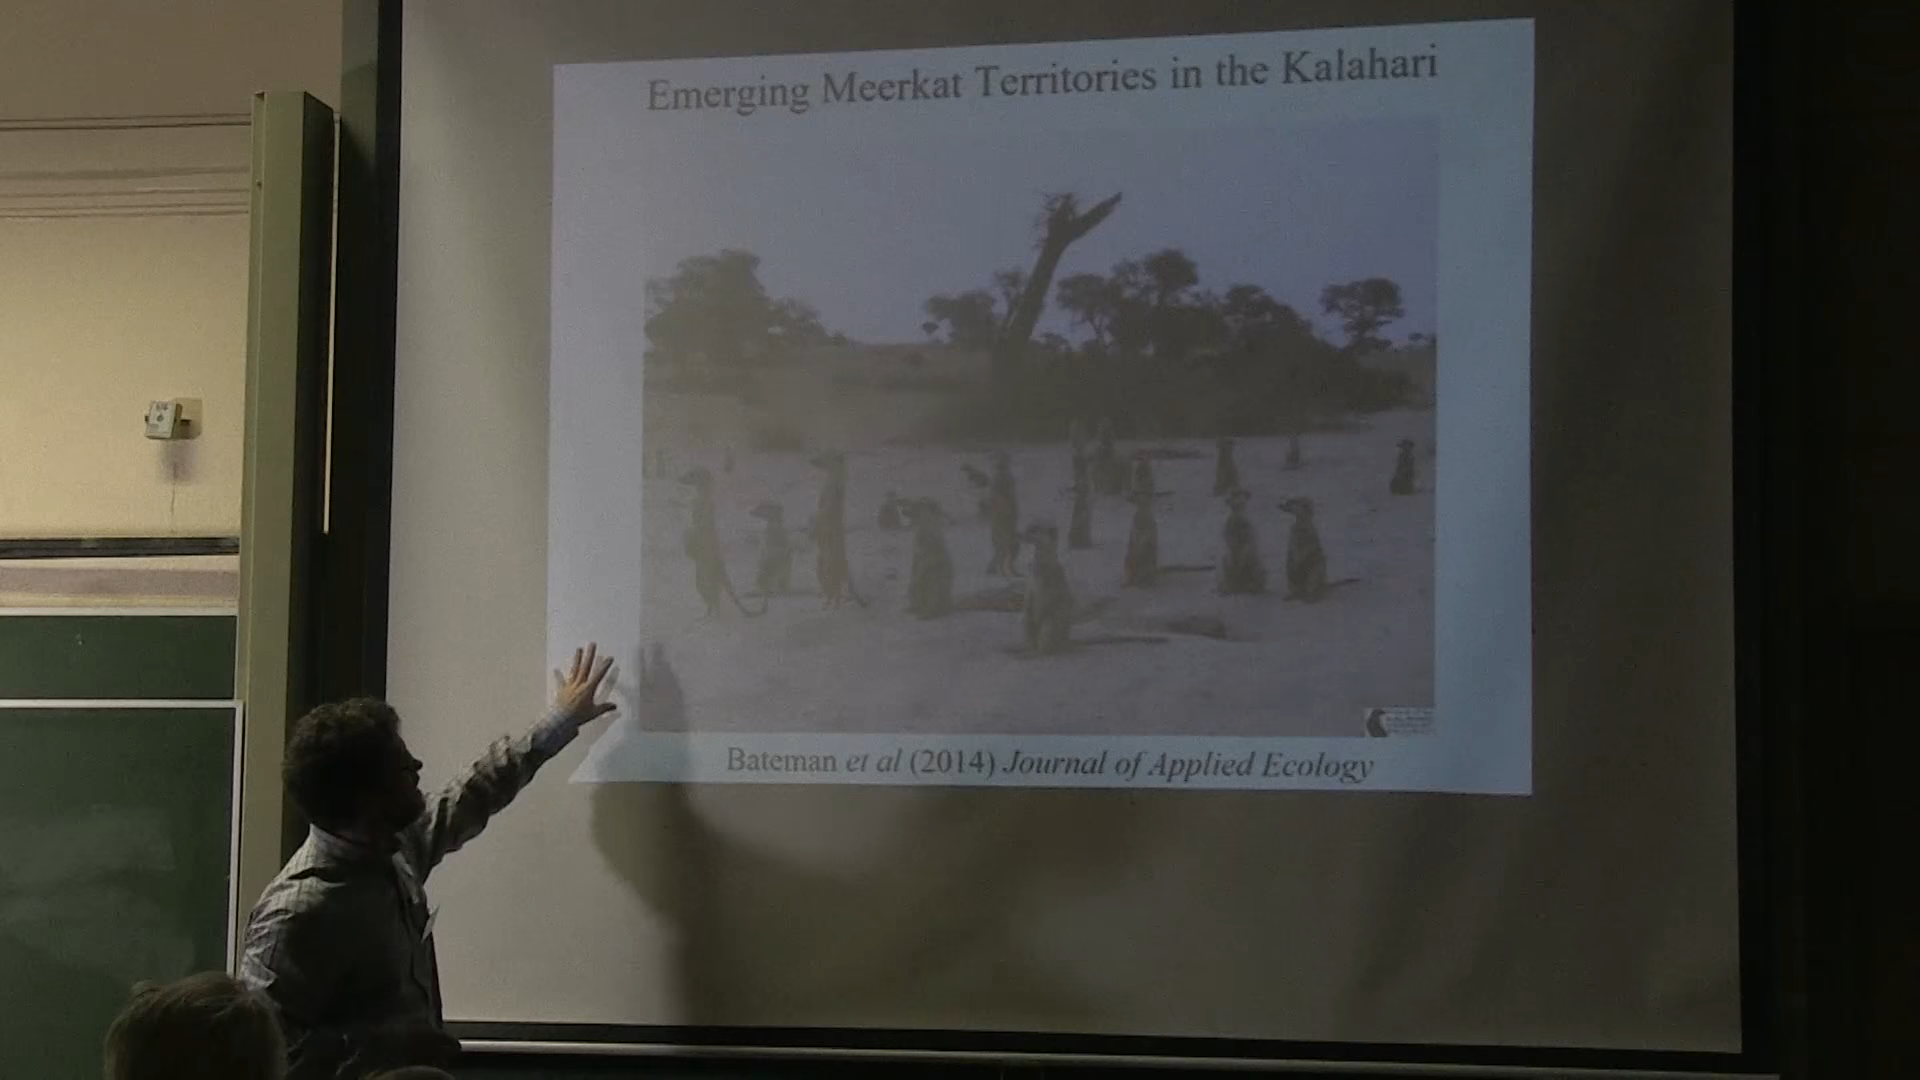 Emerging Meerkat Territories in the Kalahari
Bateman et al (2014) Journal of Applied Ecology